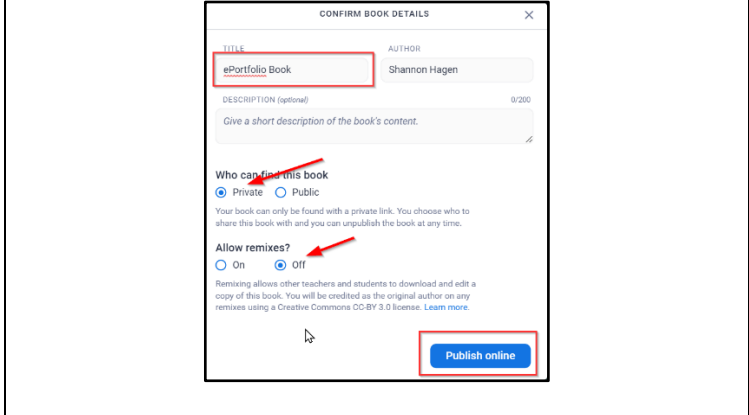 CONFIRM BOOK DETAILS
TITLE AUTHOR
ePortfolio Book Shannon Hagen
DESCRIPTION (optional) 0/200
Give a short description of the book's content.
Who can find this book
Private Public
Your book can only be found with a private link. You choose who to
share this book with and you can unpublish the book at any time.
Allow remixes?
On Off
Remixing allows other teachers and students to download and edit a
copy of this book. You will be credited as the original author on any
remixes using a Creative Commons CC-BY 3.0 license. Learn more.
Publish online